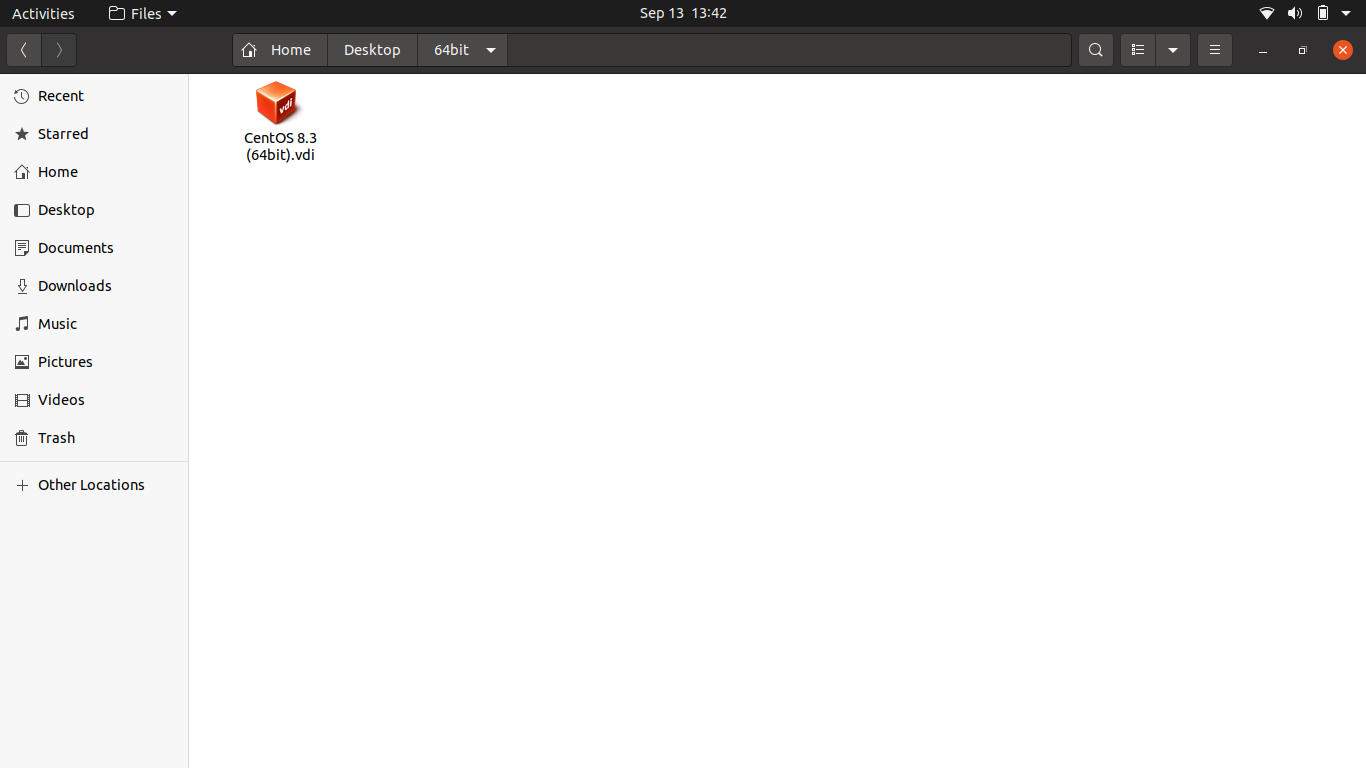 Activities
Files
Sep 13 13:42
Home
Desktop
64bit
Recent
Starred
Home
Desktop
Documents
Downloads
Music
Pictures
Videos
Trash
Other Locations
vdi
CentOS 8.3
(64bit).vdi